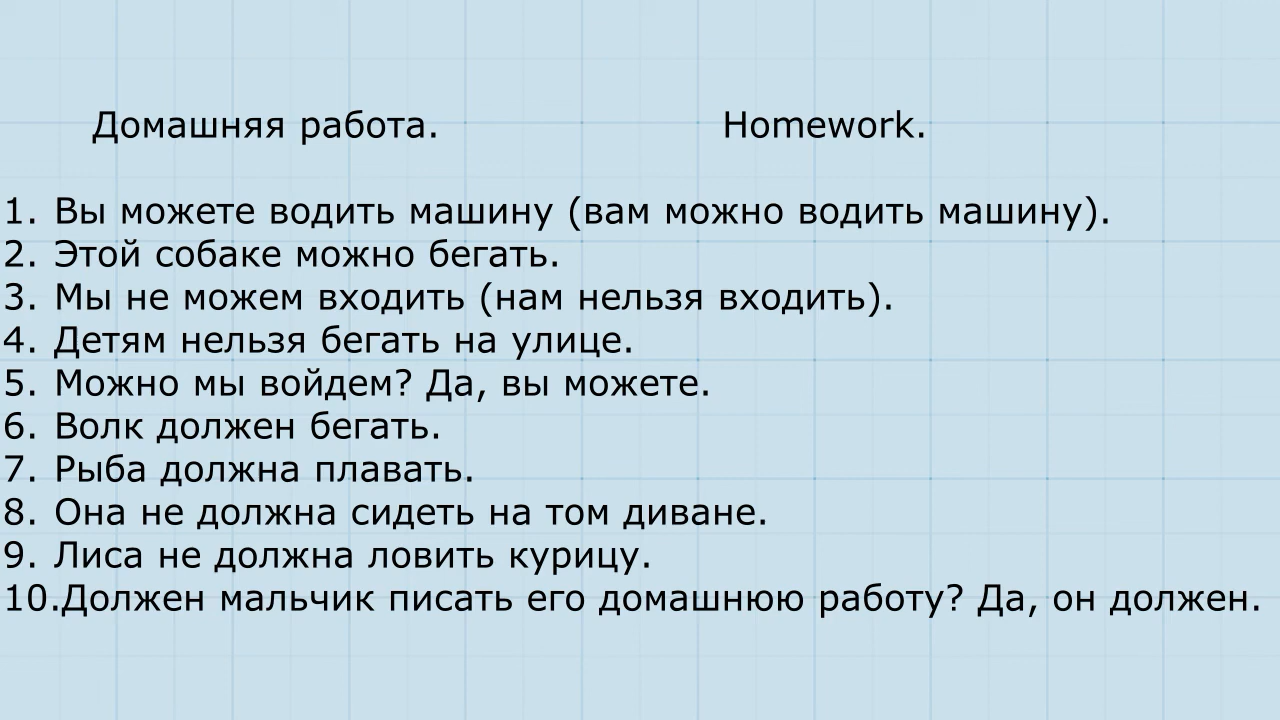 Домашняя работа. Homework.
1. Вы можете водить машину (вам можно водить машину).
2. Этой собаке можно бегать.
3. Мы не можем входить (нам нельзя входить).
4. Детям нельзя бегать на улице.
5. Можно мы войдем? Да, вы можете.
6. Волк должен бегать.
7. Рыба должна плавать.
8. Она не должна сидеть на том диване.
9. Лиса не должна ловить курицу.
10.Должен мальчик писать его домашнюю работу? Да, он должен.